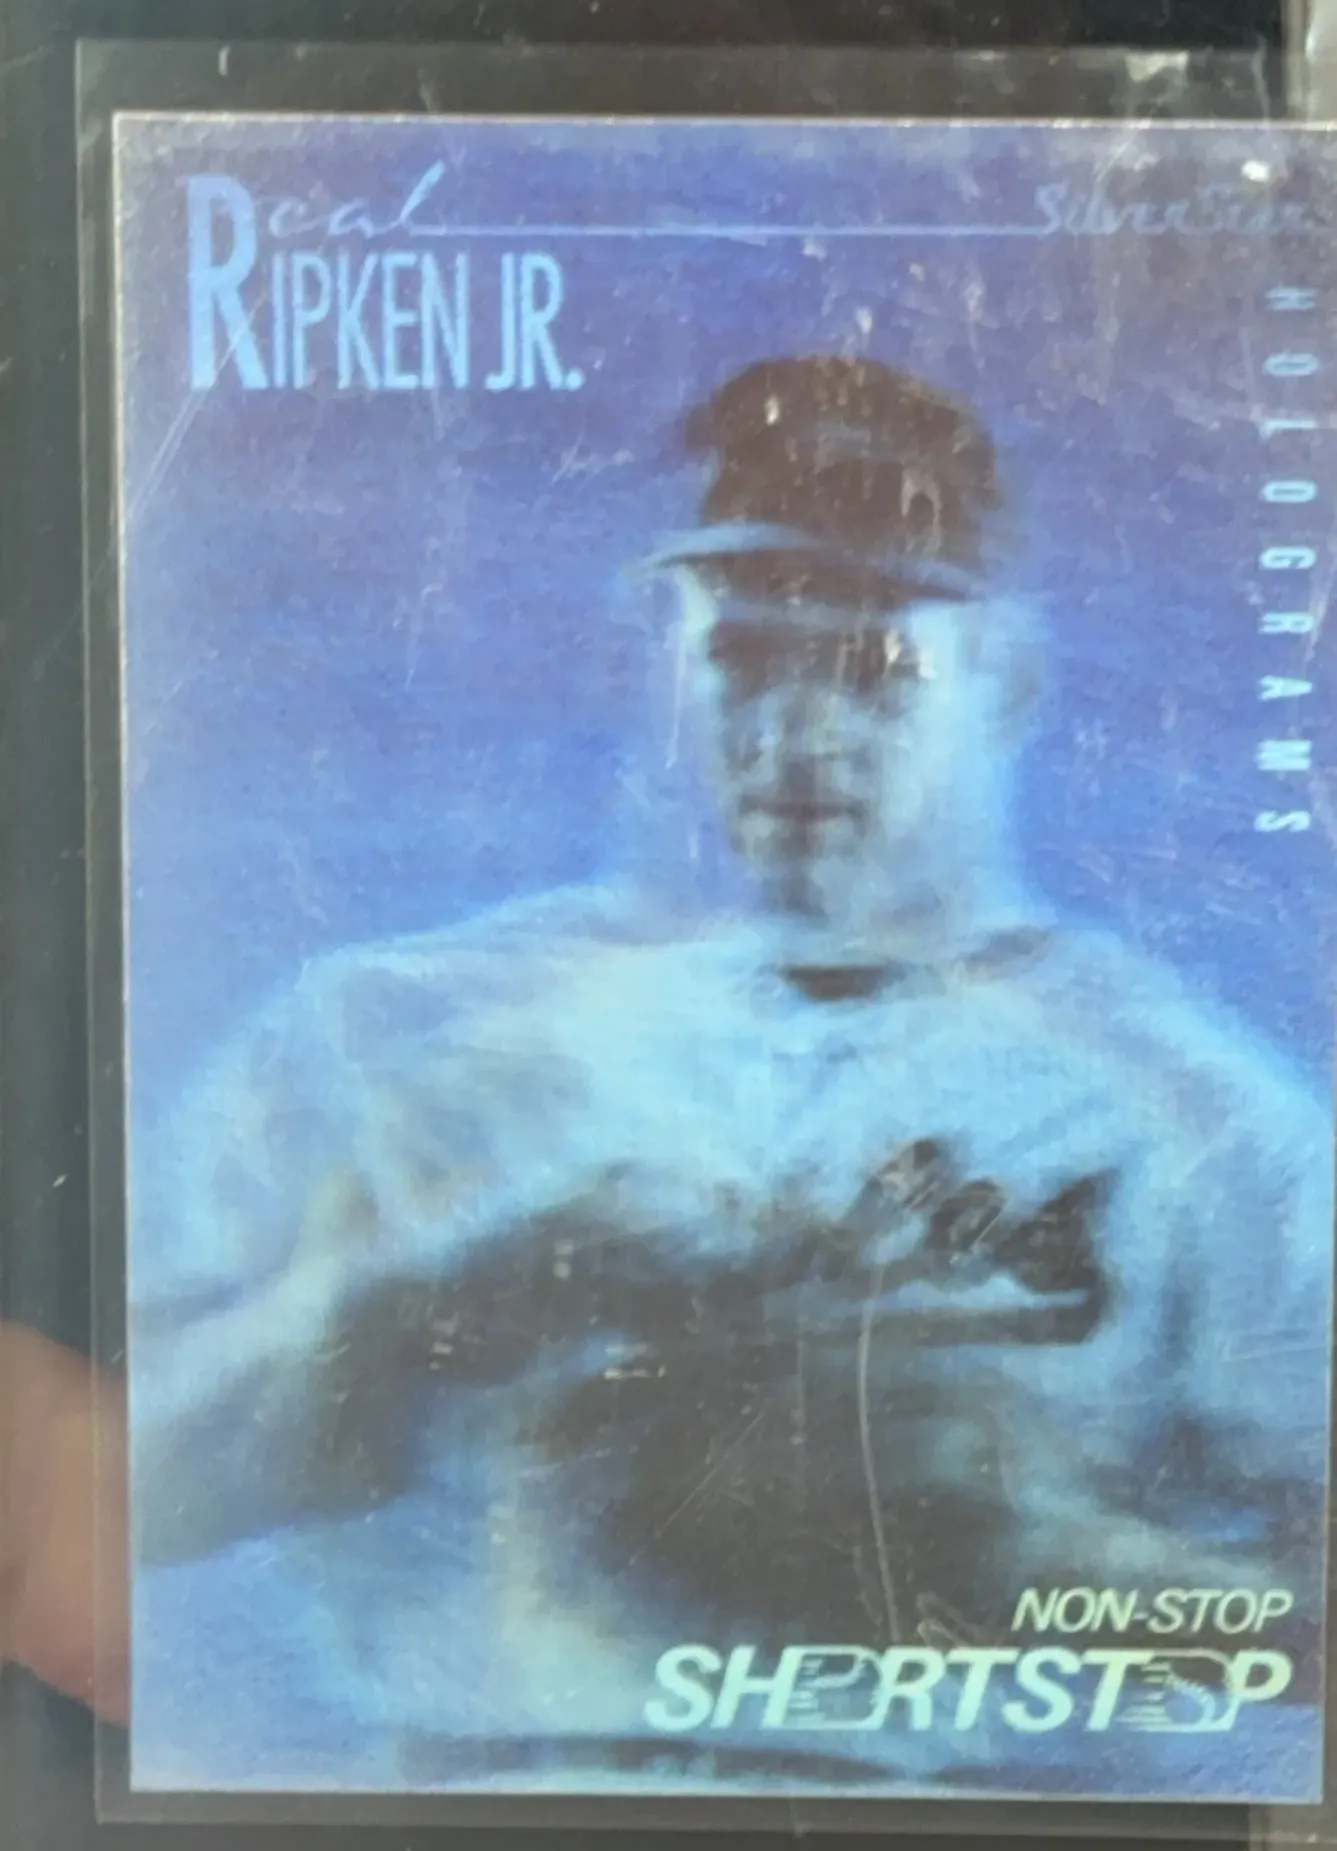 cal
RIPKEN JR.
SilverStar
HOLOGRAMS
NON-STOP
SHORTSTOP